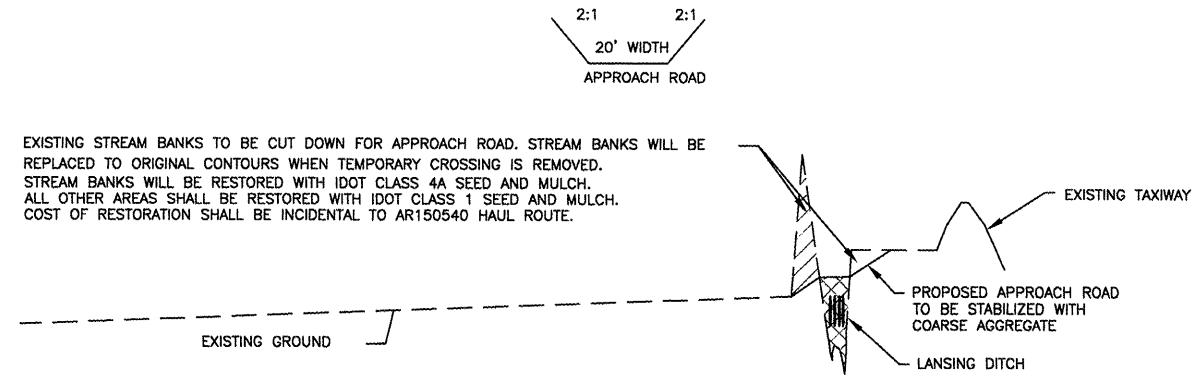 2:1 2:1
20' WIDTH
APPROACH ROAD
EXISTING STREAM BANKS TO BE CUT DOWN FOR APPROACH ROAD. STREAM BANKS WILL BE
REPLACED TO ORIGINAL CONTOURS WHEN TEMPORARY CROSSING IS REMOVED.
STREAM BANKS WILL BE RESTORED WITH IDOT CLASS 4A SEED AND MULCH.
ALL OTHER AREAS SHALL BE RESTORED WITH IDOT CLASS 1 SEED AND MULCH.
COST OF RESTORATION SHALL BE INCIDENTAL TO AR150540 HAUL ROUTE.
EXISTING TAXIWAY
PROPOSED APPROACH ROAD
TO BE STABILIZED WITH
COARSE AGGREGATE
EXISTING GROUND
LANSING DITCH